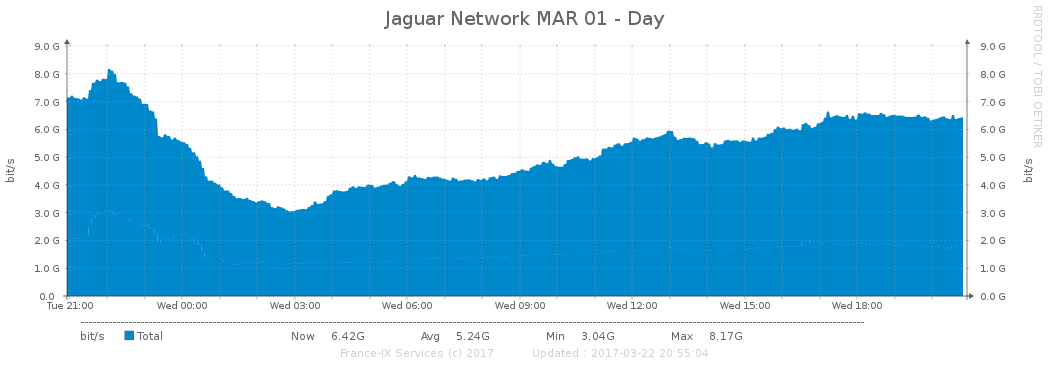 Jaguar Network MAR 01 - Day
RRDTOOL / TOBI OETIKER
bit/s
bit/s
9.0 G 9.0 G
8.0 G 8.0 G
7.0 G 7.0 G
6.0 G 6.0 G
5.0 G 5.0 G
4.0 G 4.0 G
3.0 G 3.0 G
2.0 G 2.0 G
1.0 G 1.0 G
0.0 0.0 G
Tue 21:00 Wed 00:00 Wed 03:00 Wed 06:00 Wed 09:00 Wed 12:00 Wed 15:00 Wed 18:00
bit/s Total Now 6.42G Avg 5.24G Min 3.04G Max 8.17G
France-IX Services (c) 2017 Updated : 2017-03-22 20:55:04